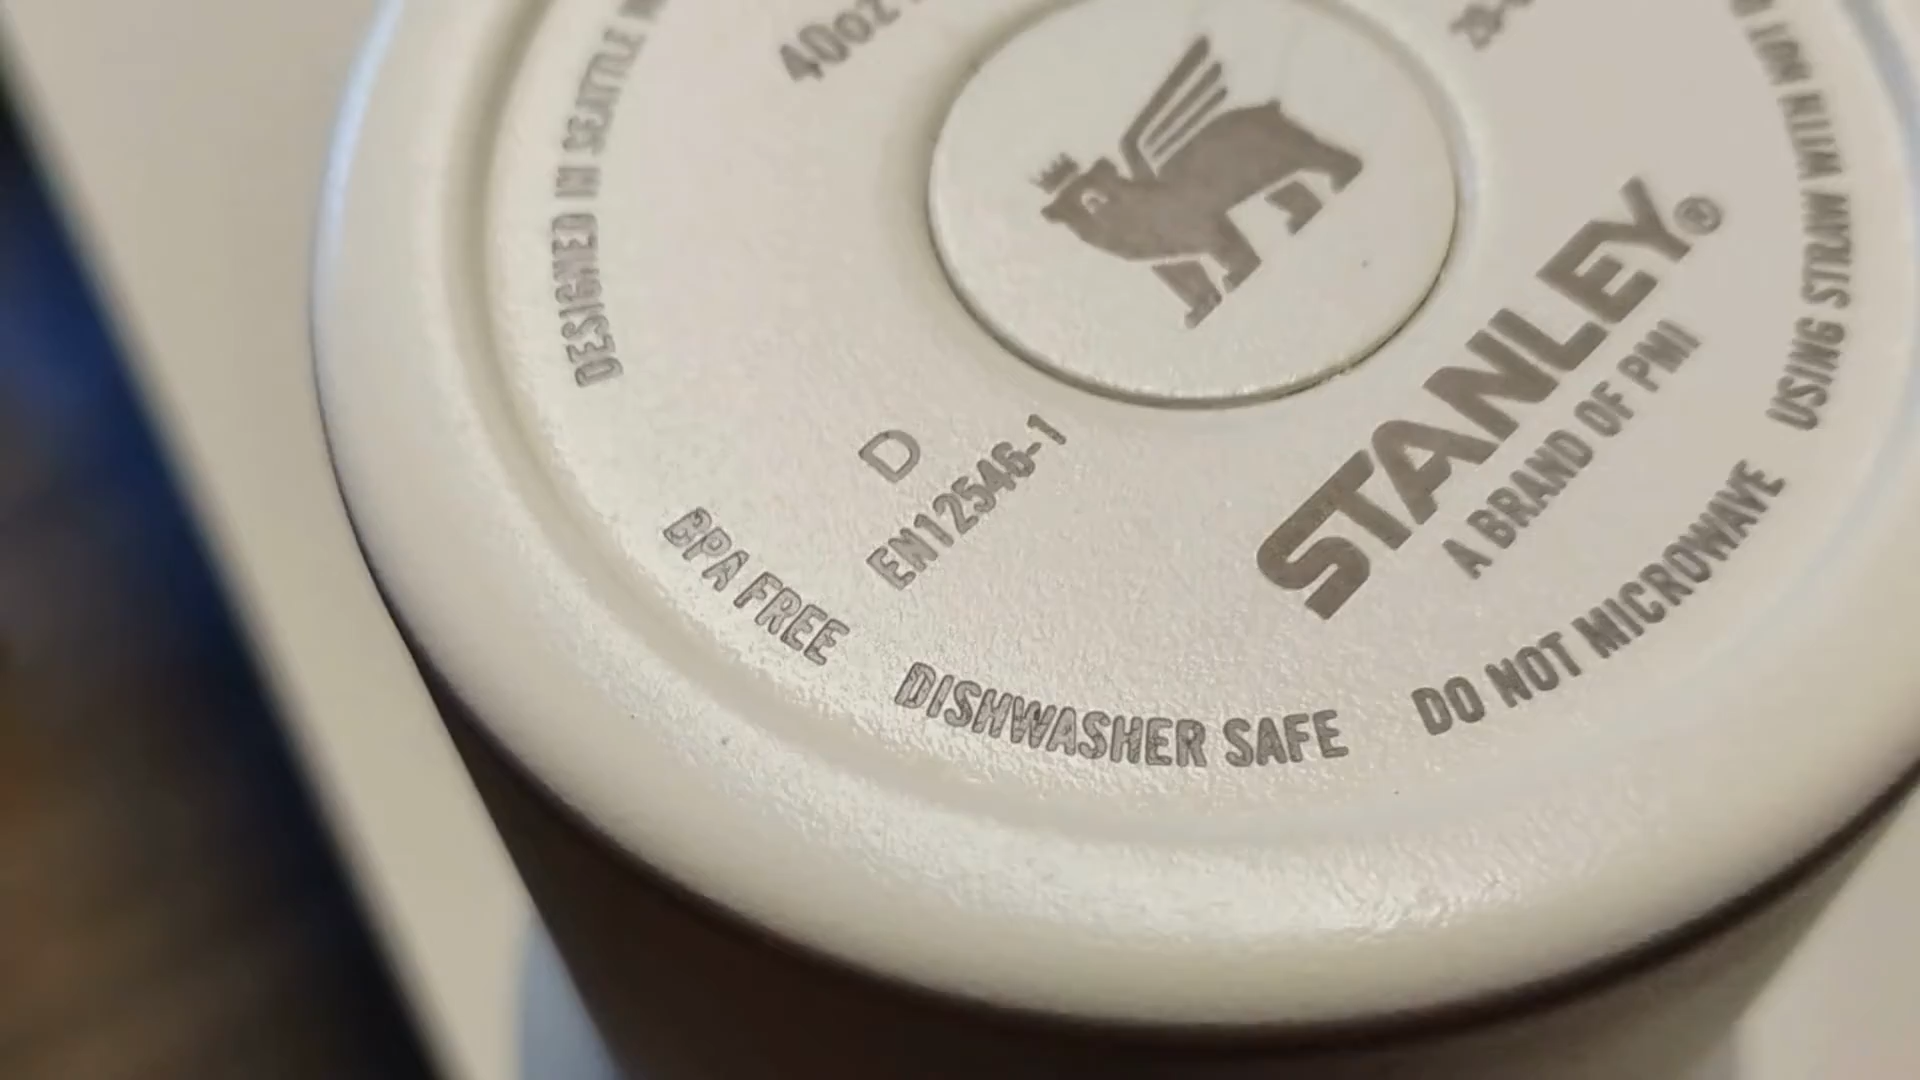 40oz
DESIGNED IN SEATTLE
D
EN12546-1
STANLEY®
A BRAND OF PMI
BPA FREE
DISHWASHER SAFE
DO NOT MICROWAVE
USING STRAW WITH HOT